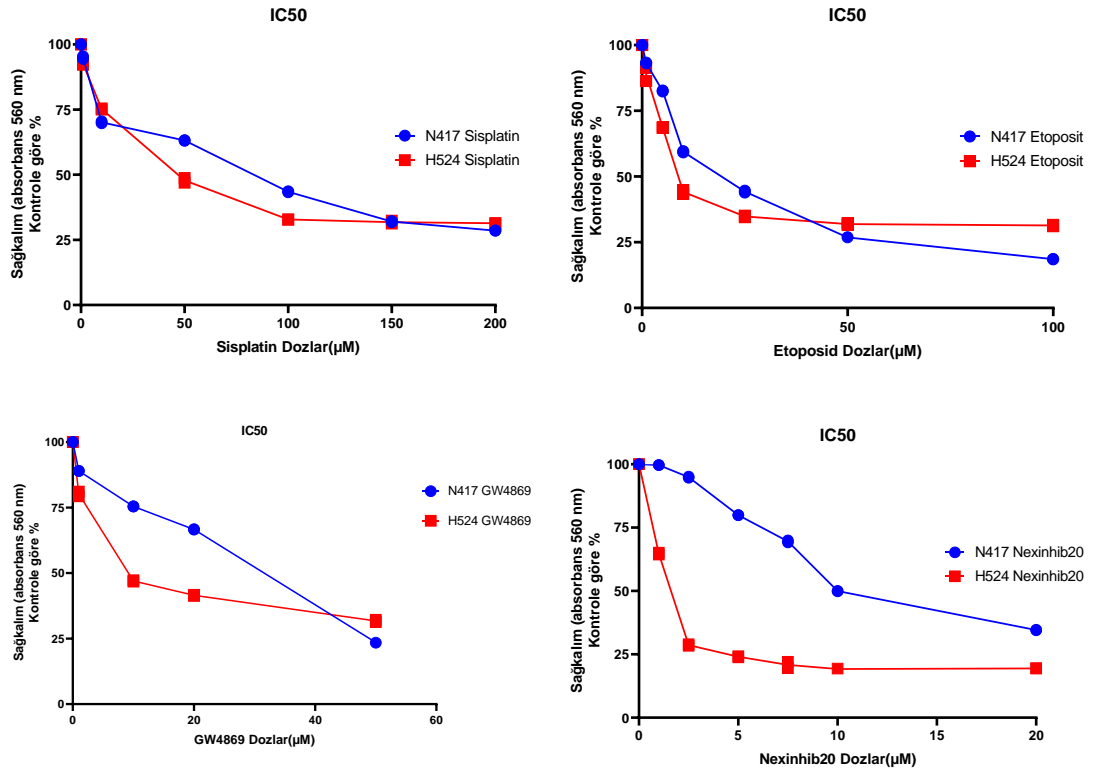 IC50
Sağkalım (absorbans 560 nm)
Kontrole göre %
100
75
50
25
0
0 50 100 150 200
Sisplatin Dozlar(µM)
N417 Sisplatin
H524 Sisplatin
IC50
Sağkalım (absorbans 560 nm)
Kontrole göre %
100
75
50
25
0
0 50 100
Etoposid Dozlar(µM)
N417 Etoposit
H524 Etoposit
IC50
Sağkalım (absorbans 560 nm)
Kontrole göre %
100
75
50
25
0
0 20 40 60
GW4869 Dozlar(µM)
N417 GW4869
H524 GW4869
IC50
Sağkalım (absorbans 560 nm)
Kontrole göre %
100
75
50
25
0
0 5 10 15 20
Nexinhib20 Dozlar(µM)
N417 Nexinhib20
H524 Nexinhib20